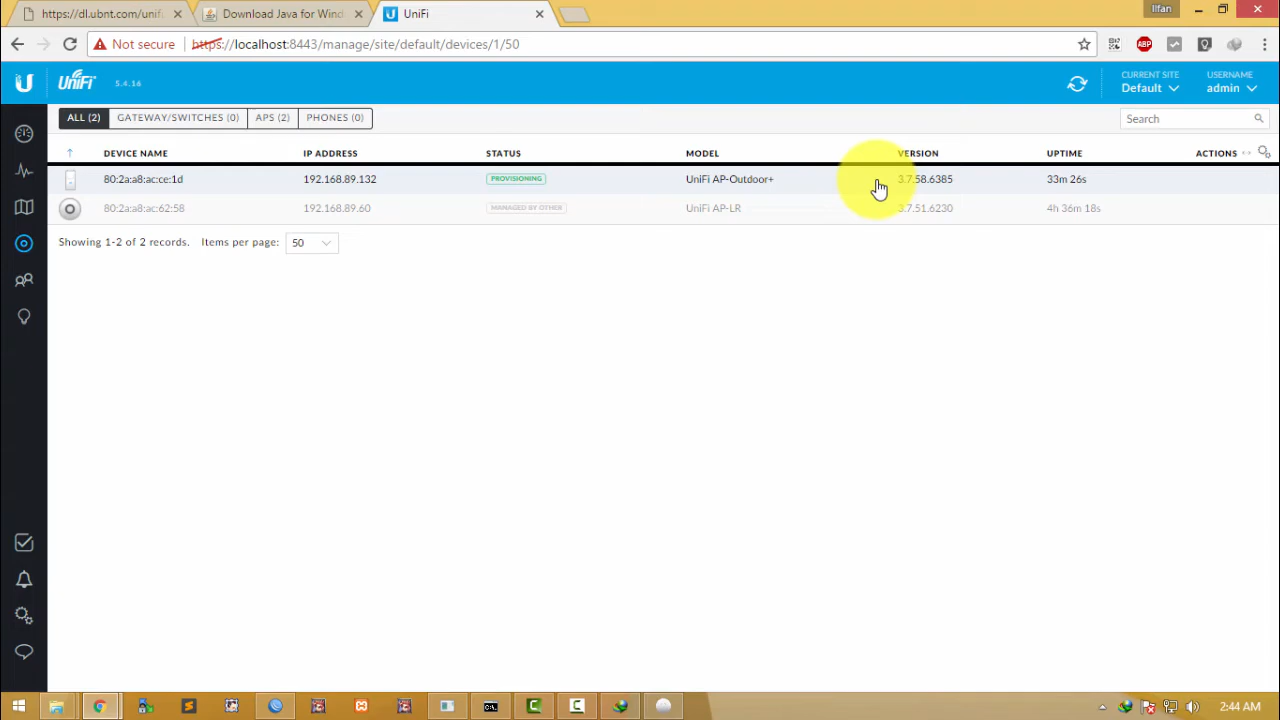 https://dl.ubnt.com/unifi
Download Java for Wind
UniFi
Ilfan
Not secure
https://localhost:8443/manage/site/default/devices/1/50
ABP
UniFi
5.4.16
CURRENT SITE
Default
USERNAME
admin
ALL (2)
GATEWAY/SWITCHES (0)
APS (2)
PHONES (0)
Search
DEVICE NAME
IP ADDRESS
STATUS
MODEL
VERSION
UPTIME
ACTIONS
80:2a:a8:ac:ce:1d
192.168.89.132
PROVISIONING
UniFi AP-Outdoor+
3.7.58.6385
33m 26s
80:2a:a8:ac:62:58
192.168.89.60
MANAGED BY OTHER
UniFi AP-LR
3.7.51.6230
4h 36m 18s
Showing 1-2 of 2 records.
Items per page:
50
2:44 AM